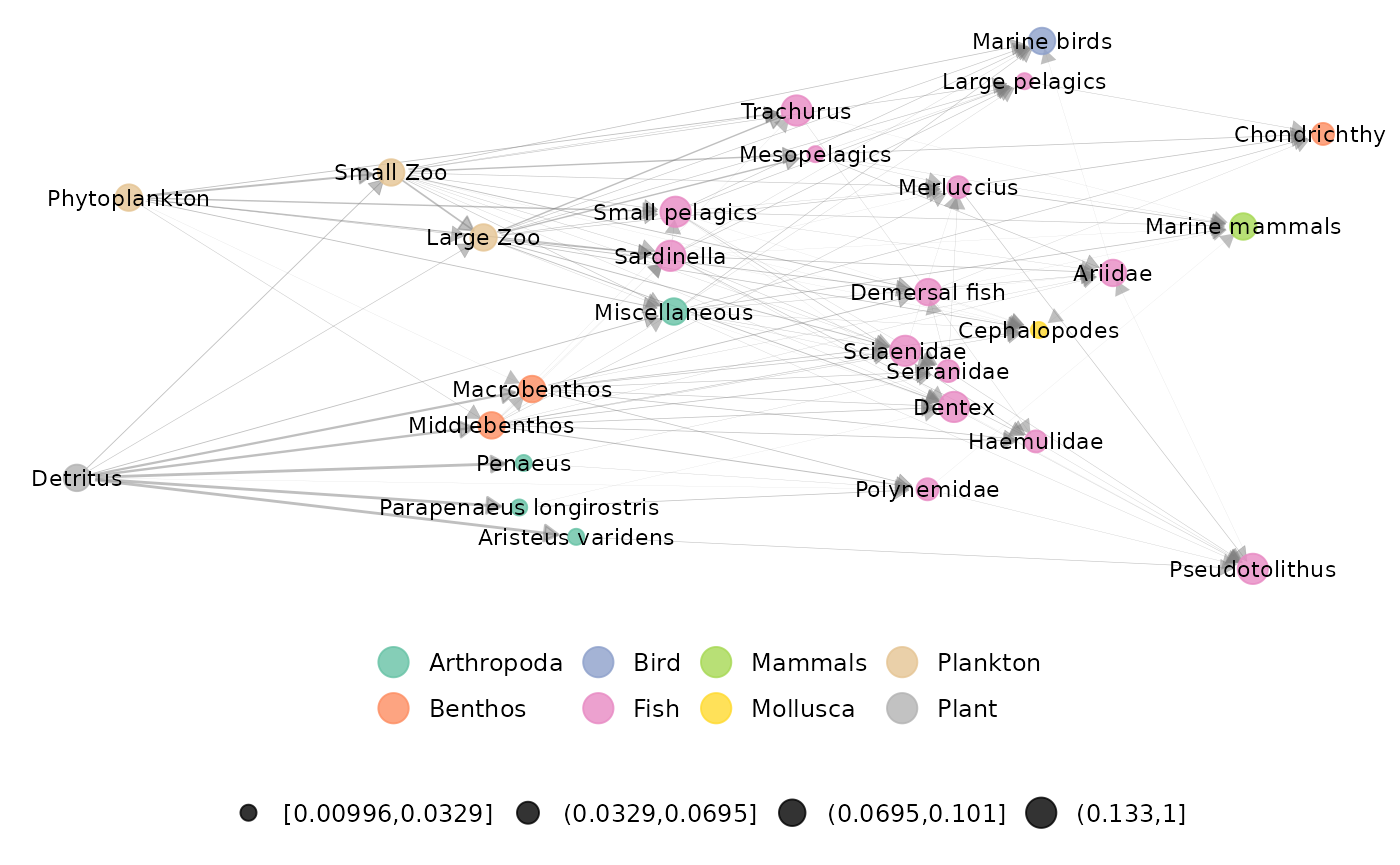 Marine birds
Large pelagics
Trachurus
Chondrichthy
Mesopelagics
Small Zoo
Merluccius
Phytoplankton
Small pelagics
Marine mammals
Large Zoo
Sardinella
Ariidae
Demersal fish
Miscellaneous
Cephalopodes
Sciaenidae
Serranidae
Macrobenthos
Dentex
Middlebenthos
Haemulidae
Penaeus
Detritus
Polynemidae
Parapenaeus longirostris
Aristeus varidens
Pseudotolithus
Arthropoda Bird Mammals Plankton
Benthos Fish Mollusca Plant
[0.00996,0.0329] (0.0329,0.0695] (0.0695,0.101] (0.133,1]